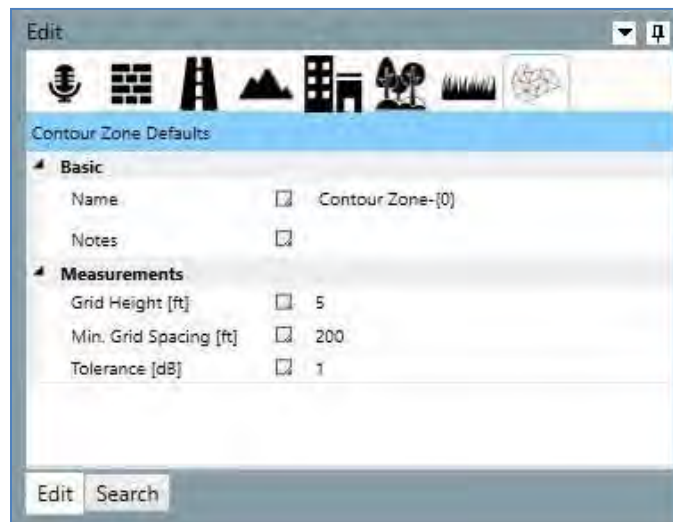 Edit
Contour Zone Defaults
Basic
Name Contour Zone-{0}
Notes
Measurements
Grid Height [ft] 5
Min. Grid Spacing [ft] 200
Tolerance [dB] 1
Edit Search